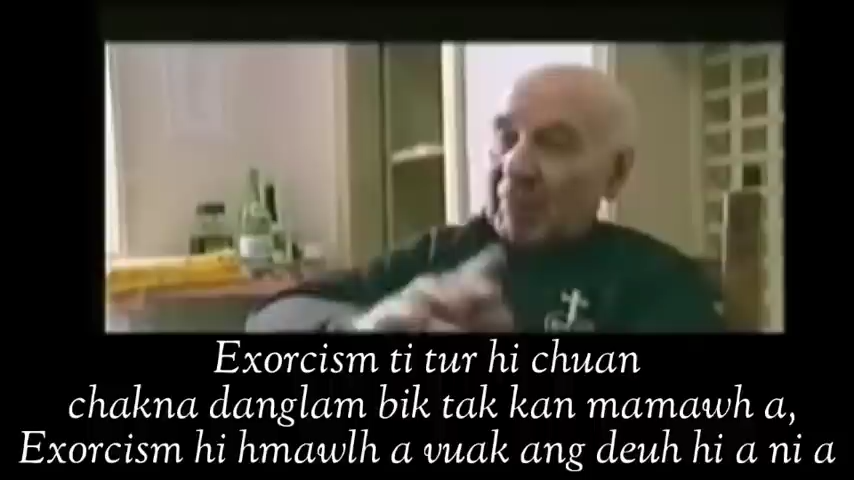 Exorcism ti tur hi chuan
chakna danglam bik tak kan mamawh a,
Exorcism hi hmawlh a vuak ang deuh hi a ni a